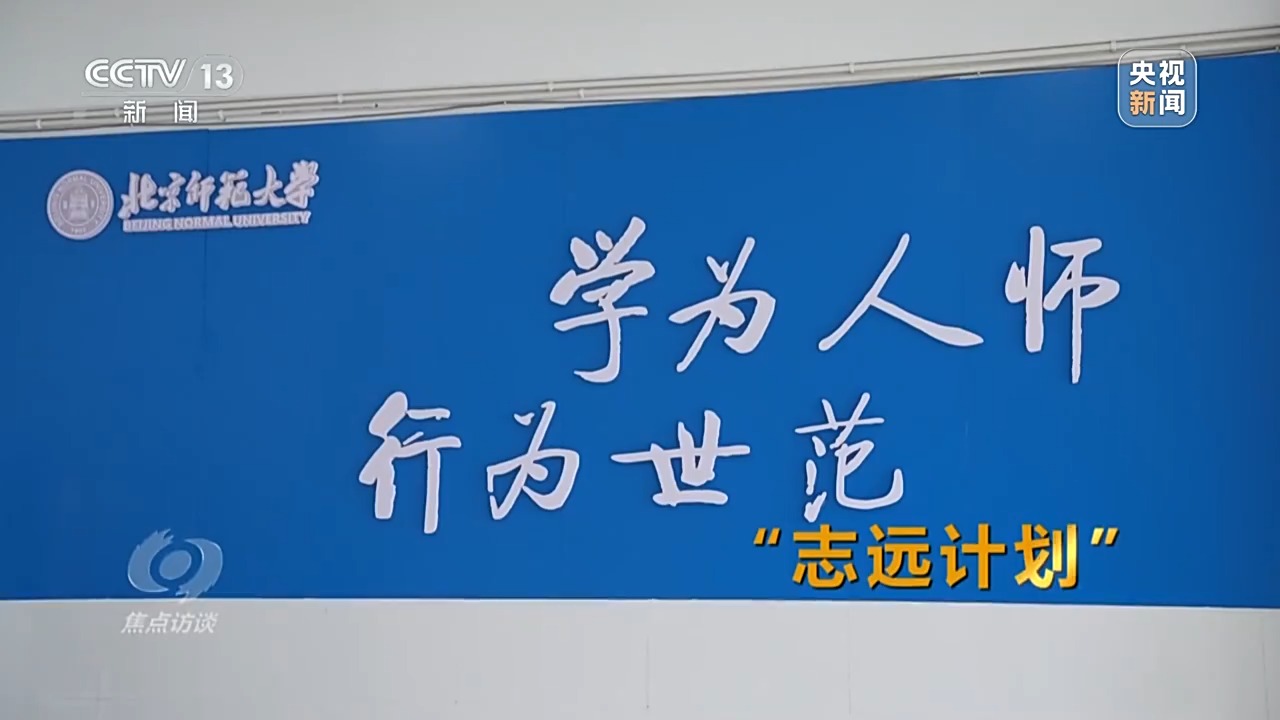 CCTV 13
新闻
央视
新闻
北京师范大学
BEIJING NORMAL UNIVERSITY
学为人师
行为世范
“志远计划”
焦点访谈